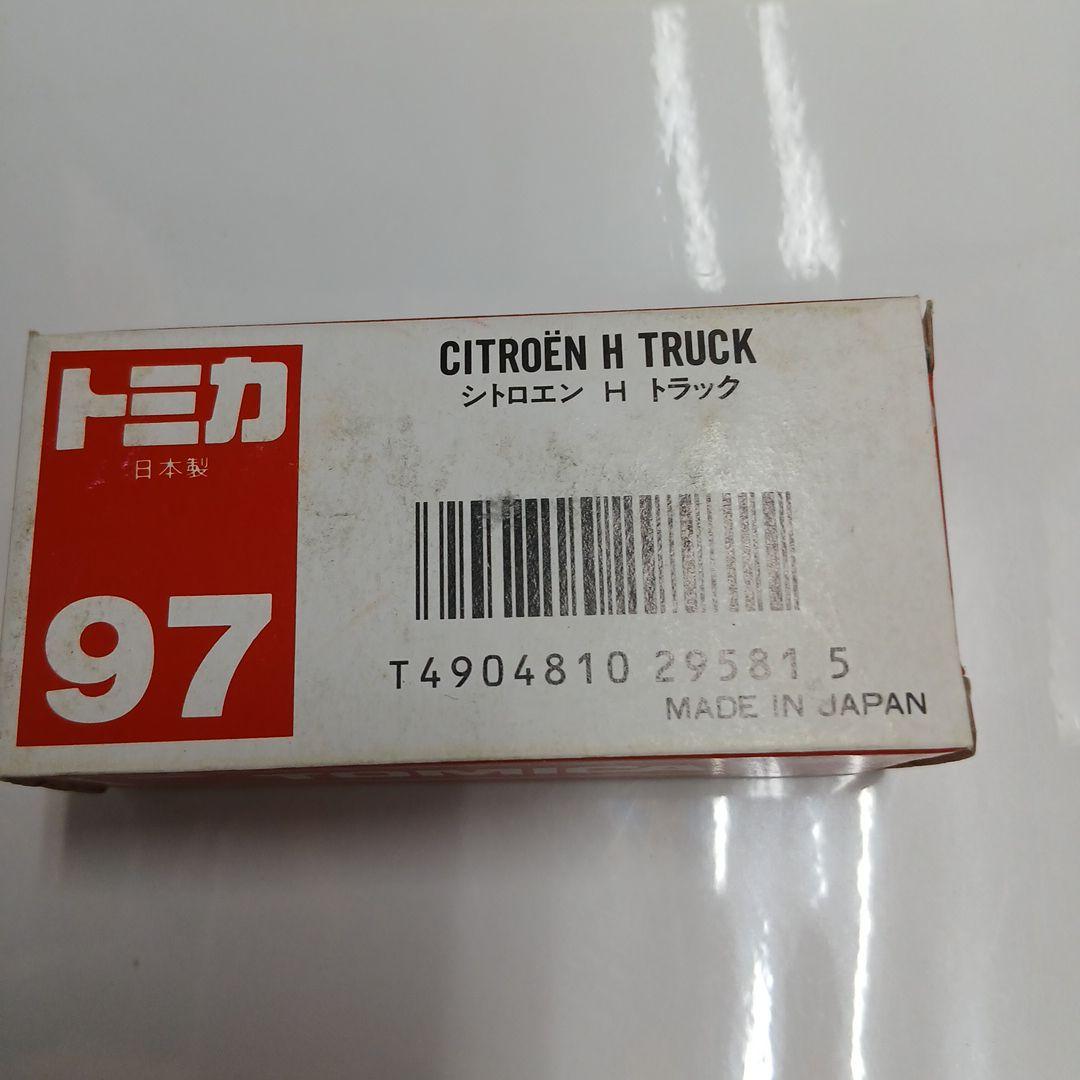 トミカ
日本製
97
CITROËN H TRUCK
シトロエン H トラック
T4904810 29581 5
MADE IN JAPAN
TOMICA